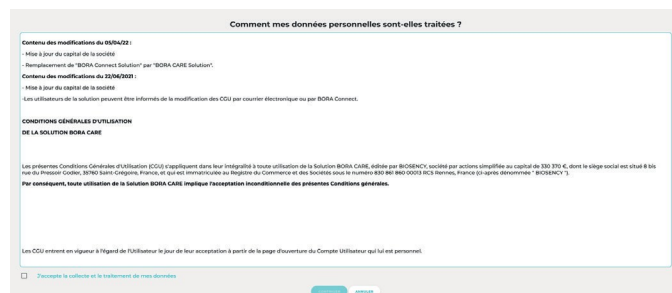 Comment mes données personnelles sont-elles traitées ?
Contenu des modifications du 05/04/22 :
- Mise à jour du capital de la société
- Remplacement de "BORA Connect Solution" par "BORA CARE Solution".
Contenu des modifications du 22/06/2021 :
- Mise à jour du capital de la société
-Les utilisateurs de la solution peuvent être informés de la modification des CGU par courrier électronique ou par BORA Connect.
CONDITIONS GÉNÉRALES D'UTILISATION
DE LA SOLUTION BORA CARE
Les présentes Conditions Générales d'Utilisation (CGU) s'appliquent dans leur intégralité à toute utilisation de la Solution BORA CARE, éditée par BIOSENCY, société par actions simplifiée au capital de 330 370 €, dont le siège social est situé 8 bis
rue du Pressoir Godier, 35760 Saint-Grégoire, France, et qui est immatriculée au Registre du Commerce et des Sociétés sous le numéro 830 861 860 00013 RCS Rennes, France (ci-après dénommée " BIOSENCY ").
Par conséquent, toute utilisation de la Solution BORA CARE implique l'acceptation inconditionnelle des présentes Conditions générales.
Les CGU entrent en vigueur à l'égard de l'Utilisateur le jour de leur acceptation à partir de la page d'ouverture du Compte Utilisateur qui lui est personnel.
J'accepte la collecte et le traitement de mes données
ANNULER